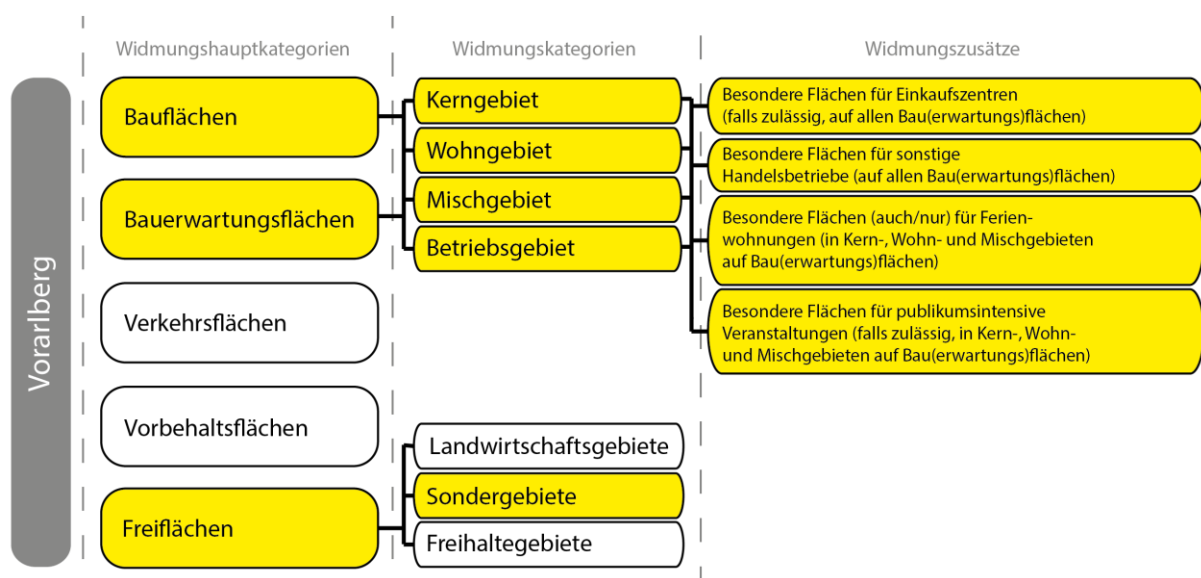 Widmungshauptkategorien
Widmungskategorien
Widmungszusätze
Vorarlberg
Bauflächen
Bauerwartungsflächen
Verkehrsflächen
Vorbehaltsflächen
Freiflächen
Kerngebiet
Wohngebiet
Mischgebiet
Betriebsgebiet
Landwirtschaftsgebiete
Sondergebiete
Freihaltegebiete
Besondere Flächen für Einkaufszentren
(falls zulässig, auf allen Bau(erwartungs)flächen)
Besondere Flächen für sonstige
Handelsbetriebe (auf allen Bau(erwartungs)flächen)
Besondere Flächen (auch/nur) für Ferien-
wohnungen (in Kern-, Wohn- und Mischgebieten
auf Bau(erwartungs)flächen)
Besondere Flächen für publikumsintensive
Veranstaltungen (falls zulässig, in Kern-, Wohn-
und Mischgebieten auf Bau(erwartungs)flächen)